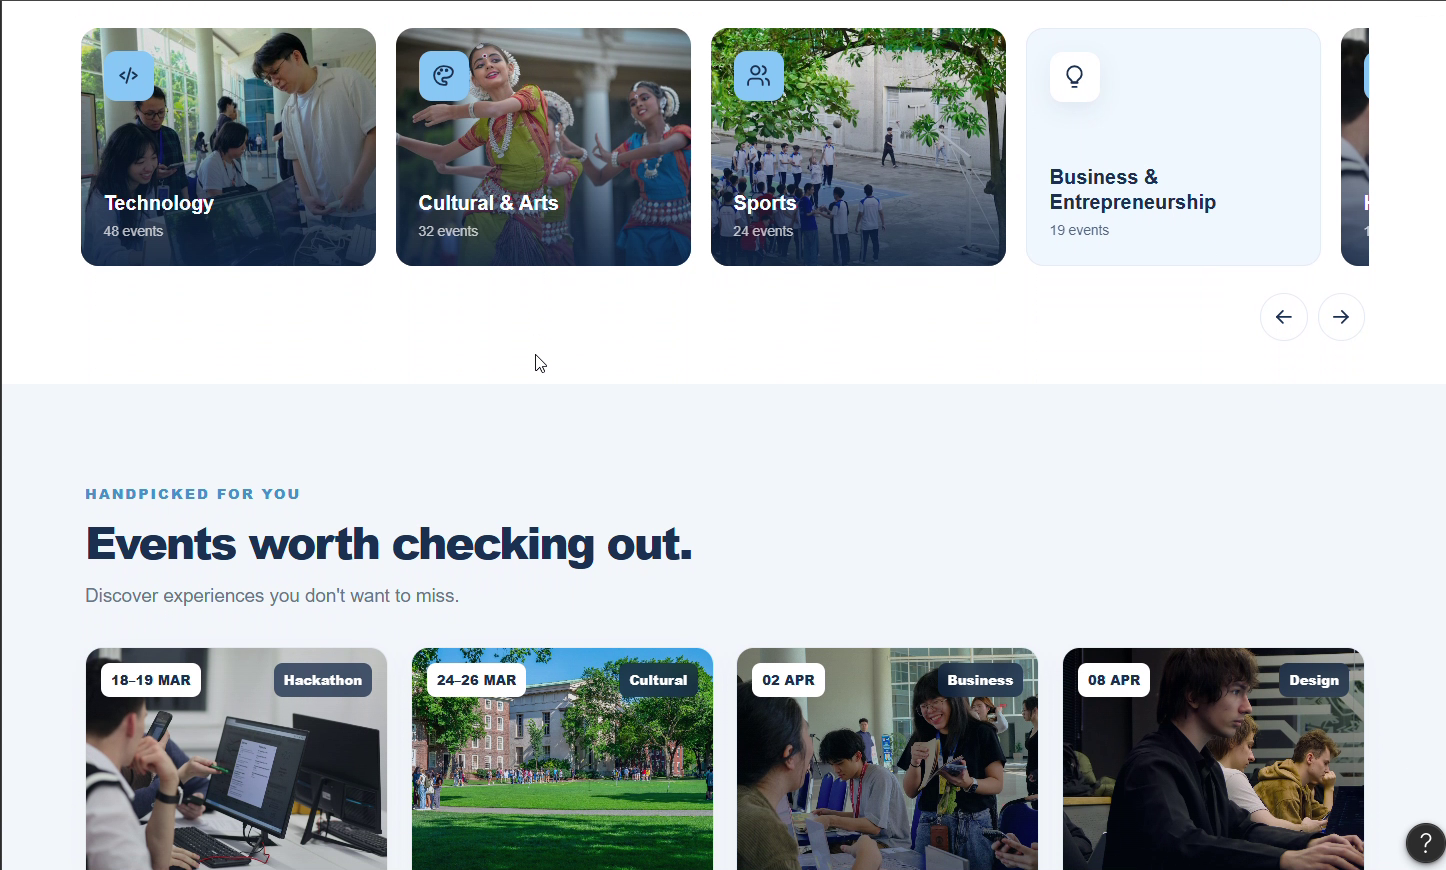 </>
Technology
48 events
Cultural & Arts
32 events
Sports
24 events
Business &
Entrepreneurship
19 events
HANDPICKED FOR YOU
Events worth checking out.
Discover experiences you don't want to miss.
18–19 MAR
Hackathon
24–26 MAR
Cultural
02 APR
Business
08 APR
Design
?